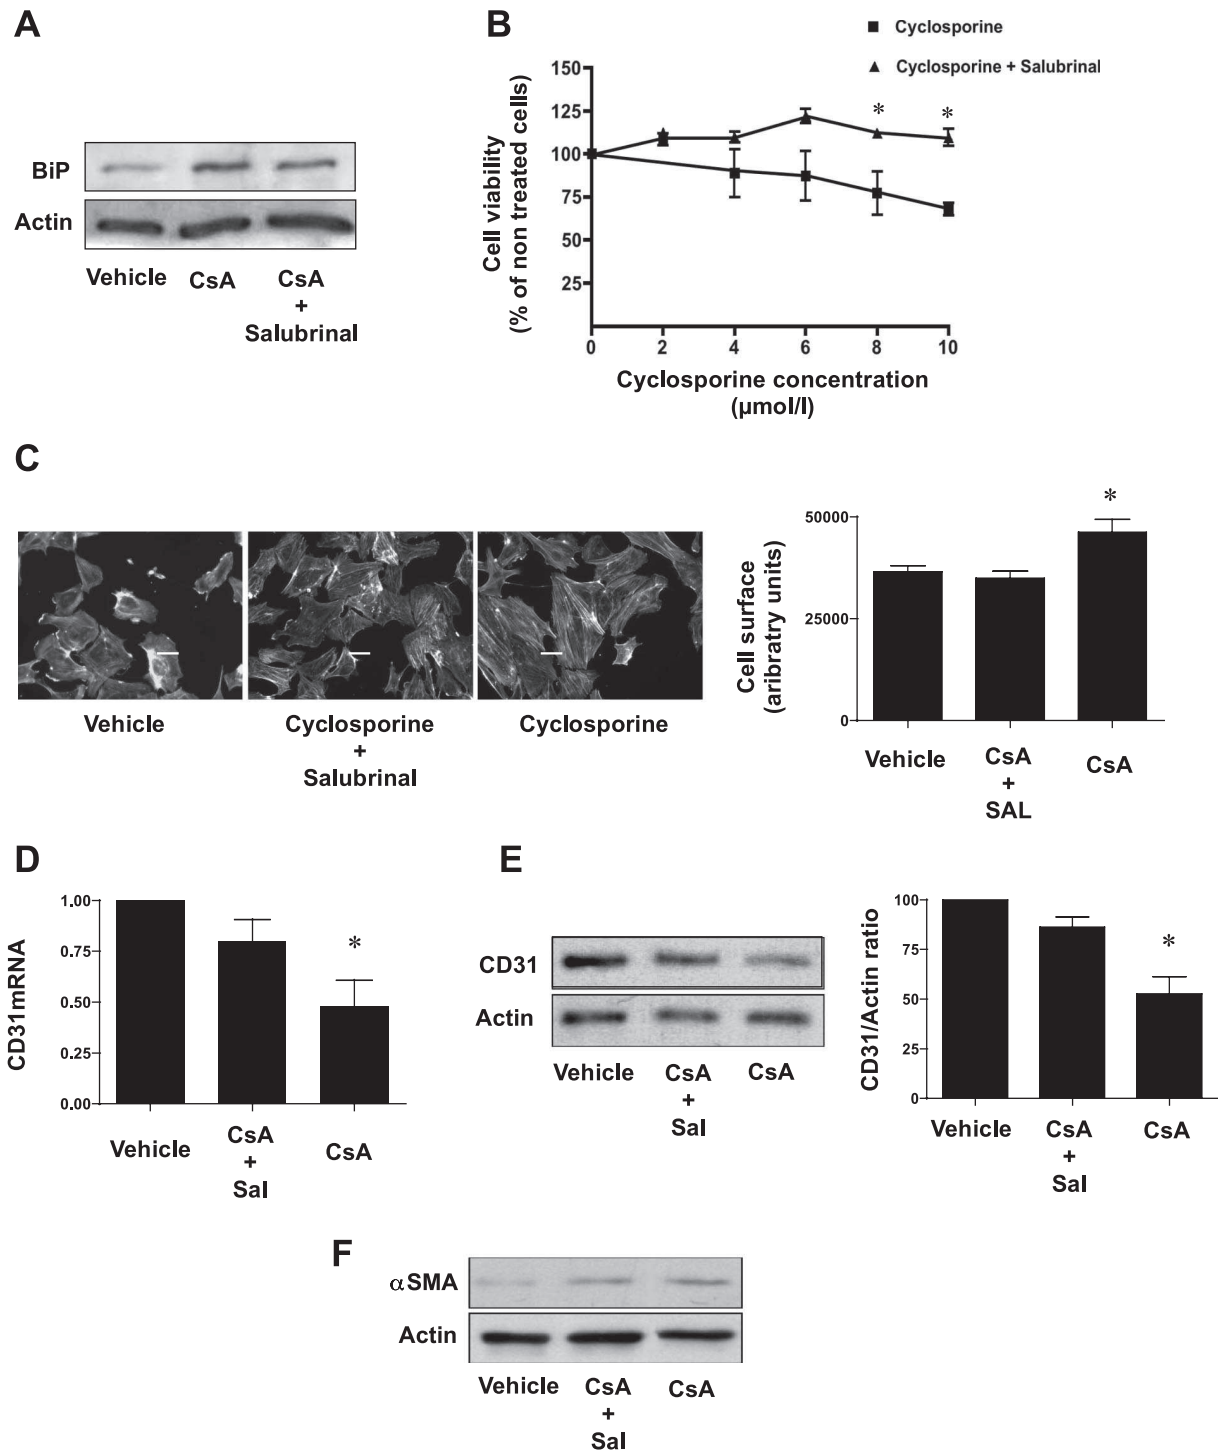 A
BiP
Actin
Vehicle
CsA
CsA
+
Salubrinal
B
Cyclosporine
Cyclosporine + Salubrinal
Cell viability
(% of non treated cells)
150
125
100
75
50
25
*
*
0
2
4
6
8
10
Cyclosporine concentration
(µmol/l)
C
Vehicle
Cyclosporine
+
Salubrinal
Cyclosporine
Cell surface
(aribratry units)
50000
25000
0
*
Vehicle
CsA
+
SAL
CsA
D
CD31mRNA
1.00
0.75
0.50
0.25
0.00
*
Vehicle
CsA
+
Sal
CsA
E
CD31
Actin
Vehicle
CsA
+
Sal
CsA
CD31/Actin ratio
100
75
50
25
0
*
Vehicle
CsA
+
Sal
CsA
F
αSMA
Actin
Vehicle
CsA
+
Sal
CsA